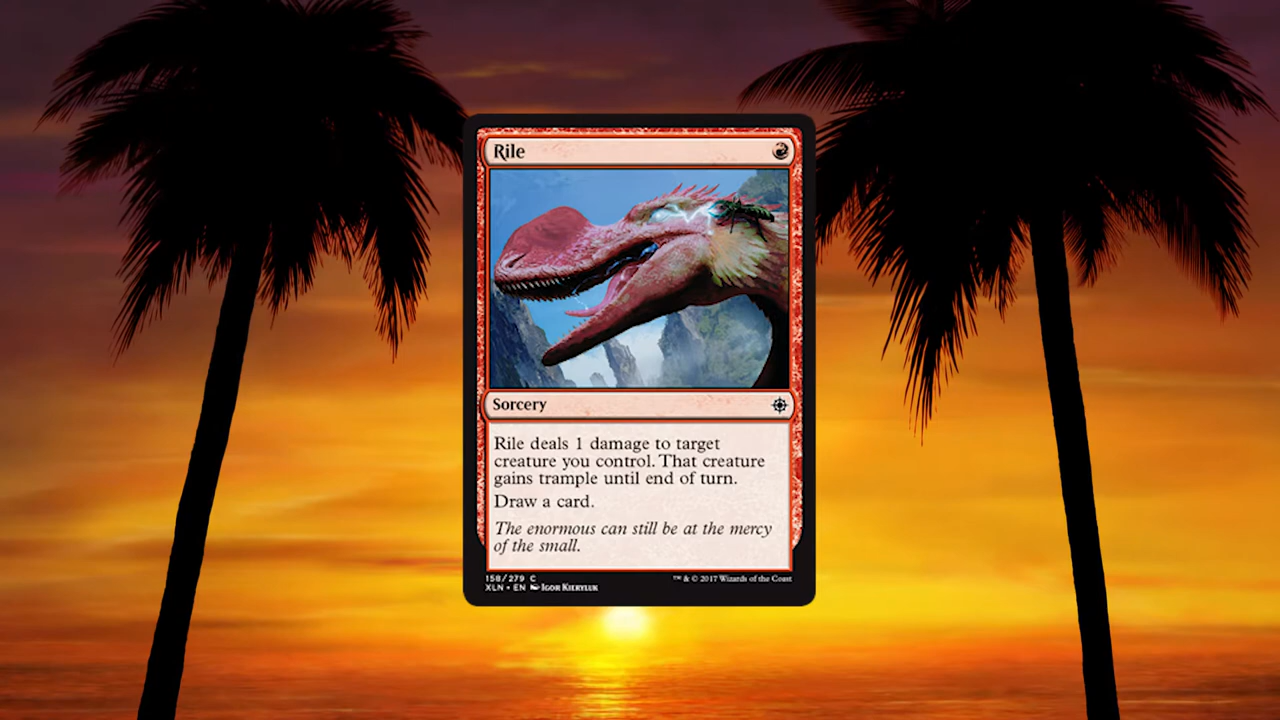 Rile
Sorcery
Rile deals 1 damage to target
creature you control. That creature
gains trample until end of turn.
Draw a card.
The enormous can still be at the mercy
of the small.
158/279 C
XLN • EN Igor Kieryluk
™ & © 2017 Wizards of the Coast